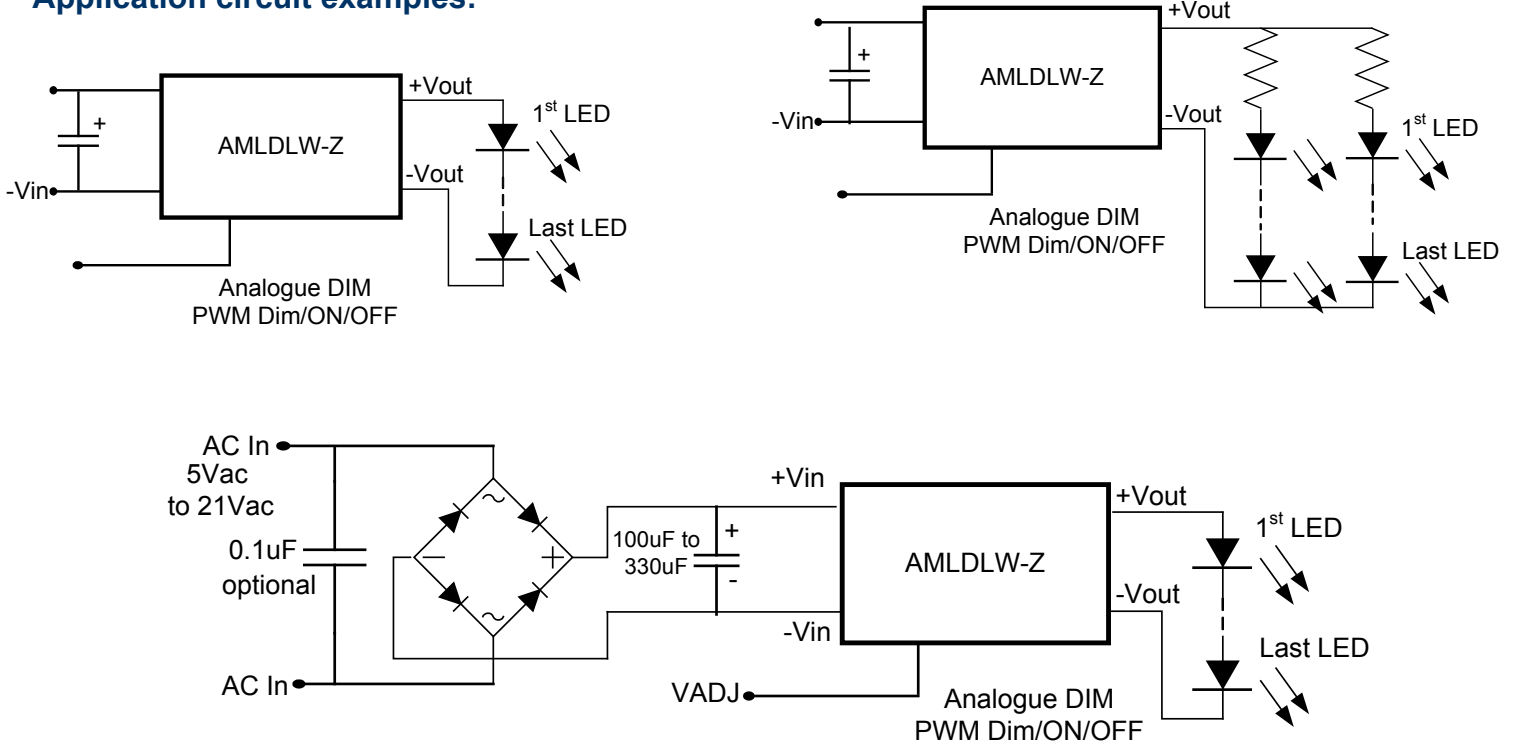 Application circuit examples:
+
AMLDLW-Z
+Vout
-Vout
-Vin
1st LED
Last LED
Analogue DIM
PWM Dim/ON/OFF
+
-Vin
AMLDLW-Z
+Vout
-Vout
1st LED
Last LED
Analogue DIM
PWM Dim/ON/OFF
AC In
5Vac
to 21Vac
0.1uF
optional
AC In
~
−
+
~
100uF to
330uF
+
-
+Vin
-Vin
AMLDLW-Z
VADJ
+Vout
-Vout
1st LED
Last LED
Analogue DIM
PWM Dim/ON/OFF